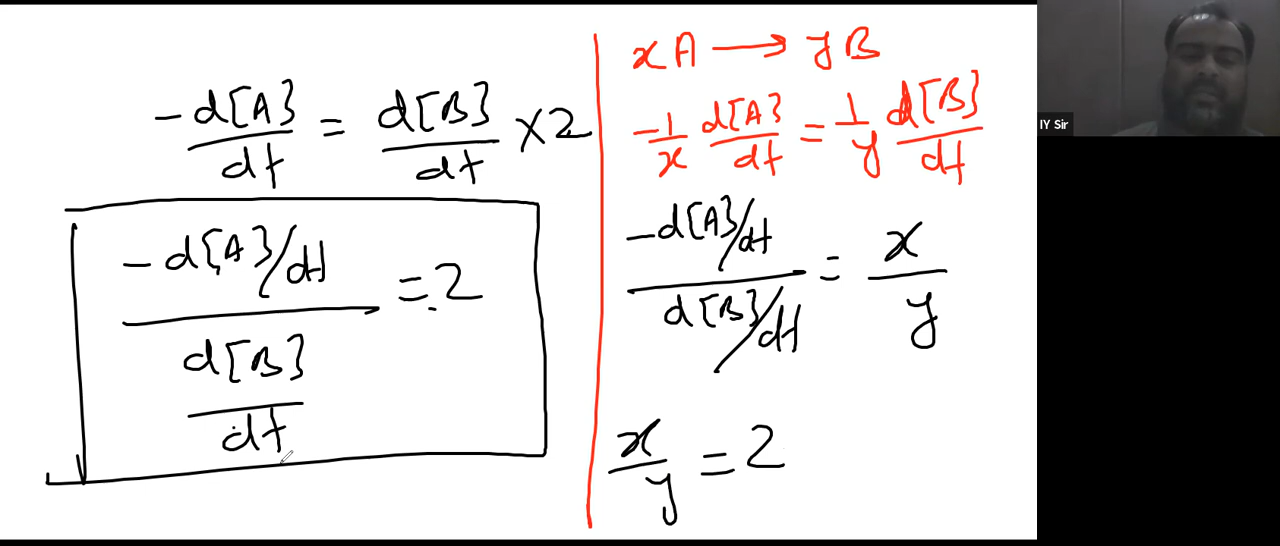 -d[A]/dt = d[B]/dt ×2
-d[A]/dt / d[B]/dt = 2
xA → yB
-1/x d[A]/dt = 1/y d[B]/dt
-d[A]/dt / d[B]/dt = x/y
x/y = 2
IY Sir